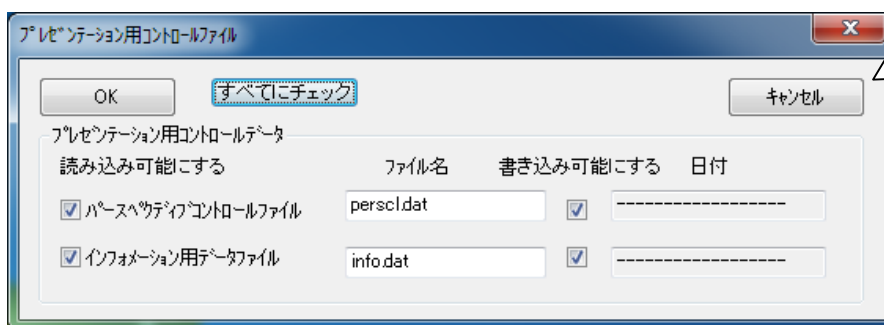 ﾌﾟﾚｾﾞﾝﾃｰｼｮﾝ用ｺﾝﾄﾛｰﾙﾌｧｲﾙ
OK すべてにチェック ｷｬﾝｾﾙ
ﾌﾟﾚｾﾞﾝﾃｰｼｮﾝ用ｺﾝﾄﾛｰﾙﾃﾞｰﾀ
読み込み可能にする ﾌｧｲﾙ名 書き込み可能にする 日付
ﾊﾟｰｽﾍﾟｸﾃｨﾌﾞｺﾝﾄﾛｰﾙﾌｧｲﾙ perscl.dat ------------------
ｲﾝﾌｫﾒｰｼｮﾝ用ﾃﾞｰﾀﾌｧｲﾙ info.dat ------------------